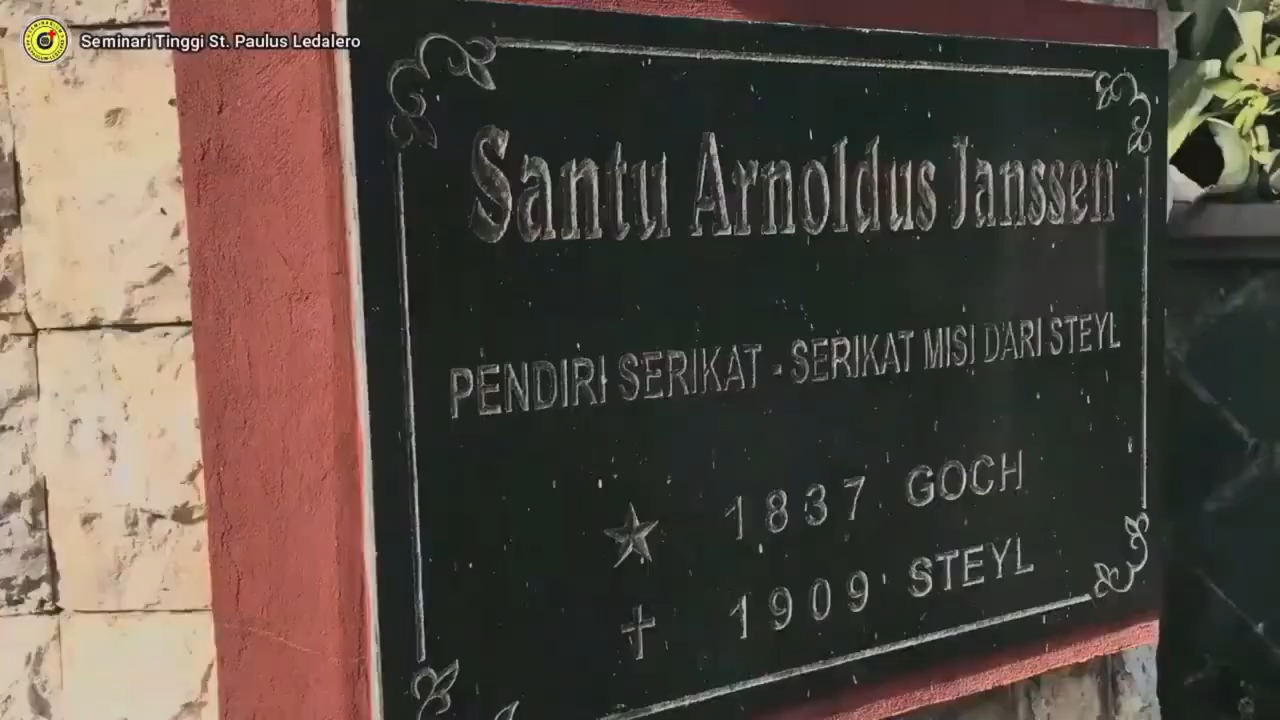 Seminari Tinggi St. Paulus Ledalero
Santu Arnoldus Janssen
PENDIRI SERIKAT - SERIKAT MISI DARI STEYL
1837 GOCH
1909 STEYL